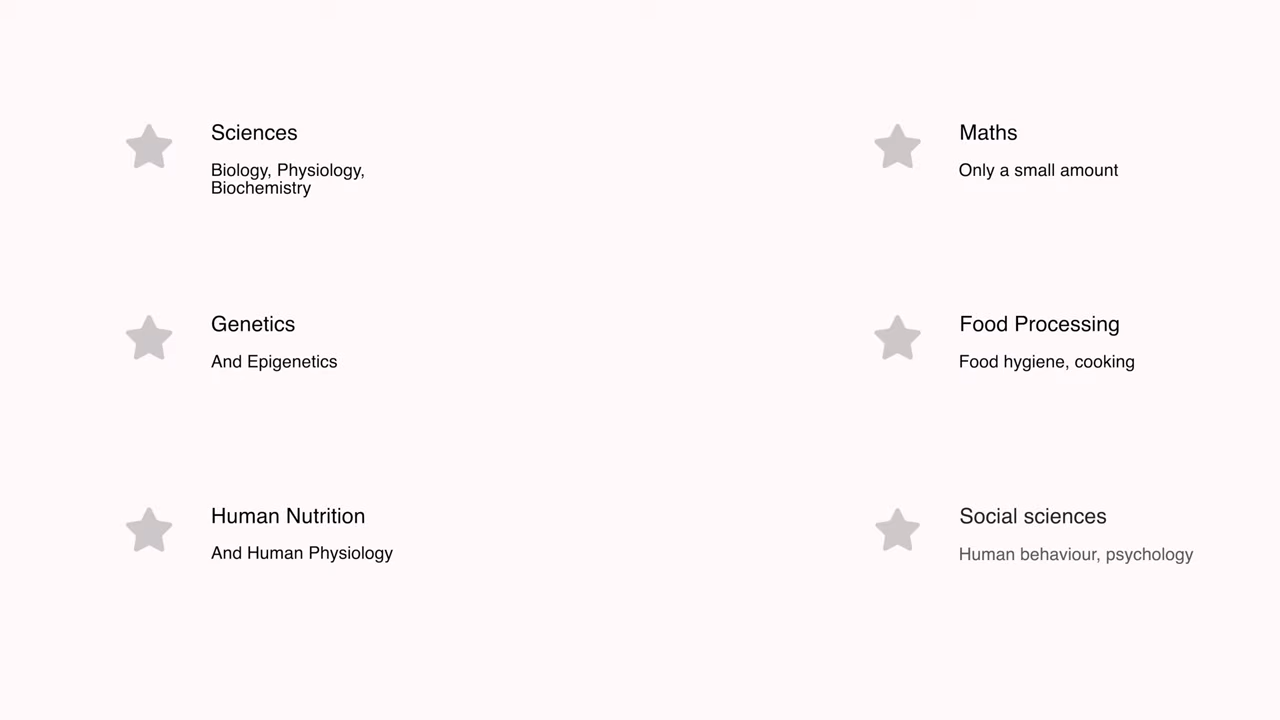 Sciences
Biology, Physiology,
Biochemistry
Maths
Only a small amount
Genetics
And Epigenetics
Food Processing
Food hygiene, cooking
Human Nutrition
And Human Physiology
Social sciences
Human behaviour, psychology